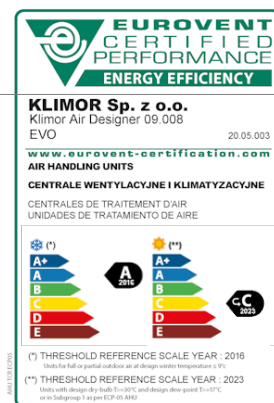 EUROVENT
CERTIFIED
PERFORMANCE
ENERGY EFFICIENCY
KLIMOR Sp. z o.o.
Klimor Air Designer 09.008
EVO 20.05.003
www.eurovent-certification.com
AIR HANDLING UNITS
CENTRALE WENTYLACYJNE I KLIMATYZACYJNE
CENTRALES DE TRAITEMENT D'AIR
UNIDADES DE TRATAMIENTO DE AIRE
(*) (**)
A+ A+
A A
B B
C C
D D
E E
A
2016
C
2023
(*) THRESHOLD REFERENCE SCALE YEAR : 2016
Units for full or partial outdoor air at design winter temperature ≤ 9°c
(**) THRESHOLD REFERENCE SCALE YEAR : 2023
Units with design dry-bulb T>=30°C and design dew-point T>=17°C
or in Subgroup 3 as per ECP-05 AHU
AHU TCR ECP05